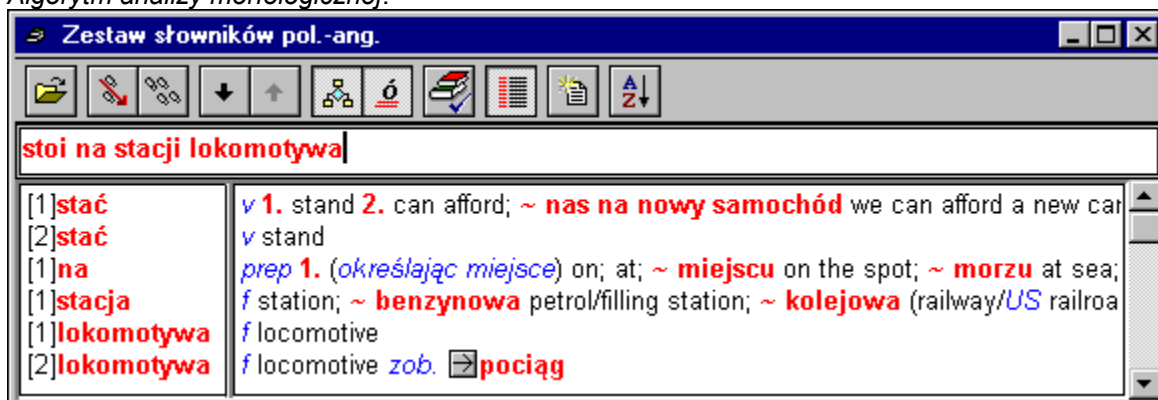 Algorytm analizy morfologicznej.
Zestaw słowników pol.-ang.
ó A Z
stoi na stacji lokomotywa
[1]stać v 1. stand 2. can afford; ~ nas na nowy samochód we can afford a new car
[2]stać v stand
[1]na prep 1. (określając miejsce) on; at; ~ miejscu on the spot; ~ morzu at sea;
[1]stacja f station; ~ benzynowa petrol/filling station; ~ kolejowa (railway/US railroa
[1]lokomotywa f locomotive
[2]lokomotywa f locomotive zob. pociąg